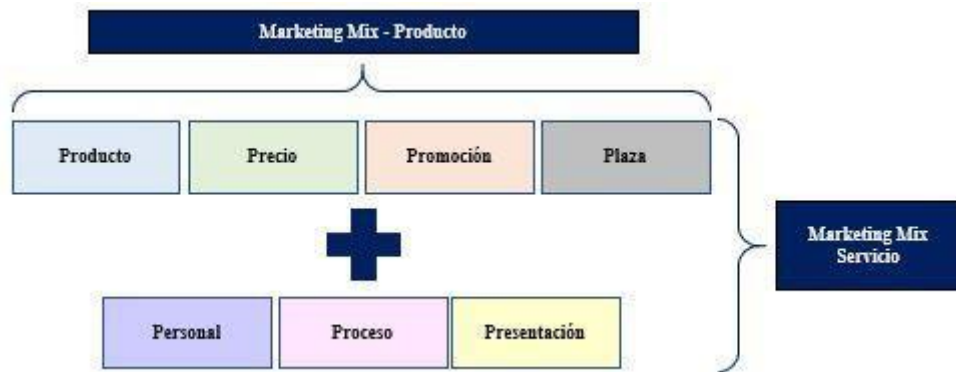 Marketing Mix - Producto
Producto
Precio
Promoción
Plaza
Marketing Mix
Servicio
Personal
Proceso
Presentación